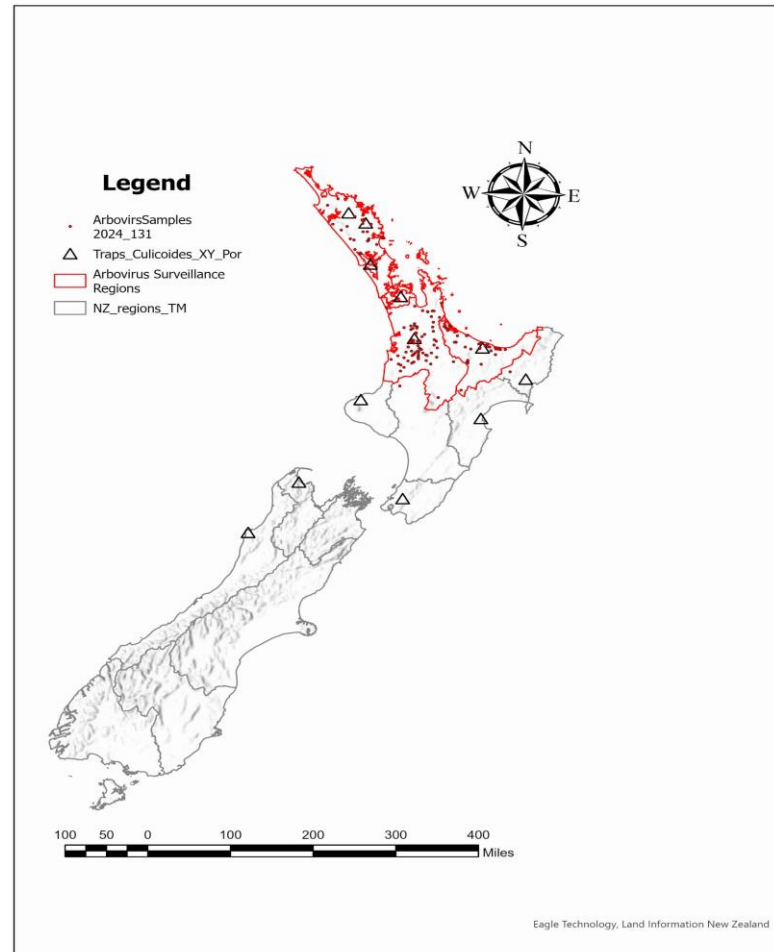 Legend
ArbovirsSamples
2024_131
Traps_Culicoides_XY_Por
Arbovirus Surveillance
Regions
NZ_regions_TM
N
W
E
S
100 50 0 100 200 300 400
Miles
Eagle Technology, Land Information New Zealand